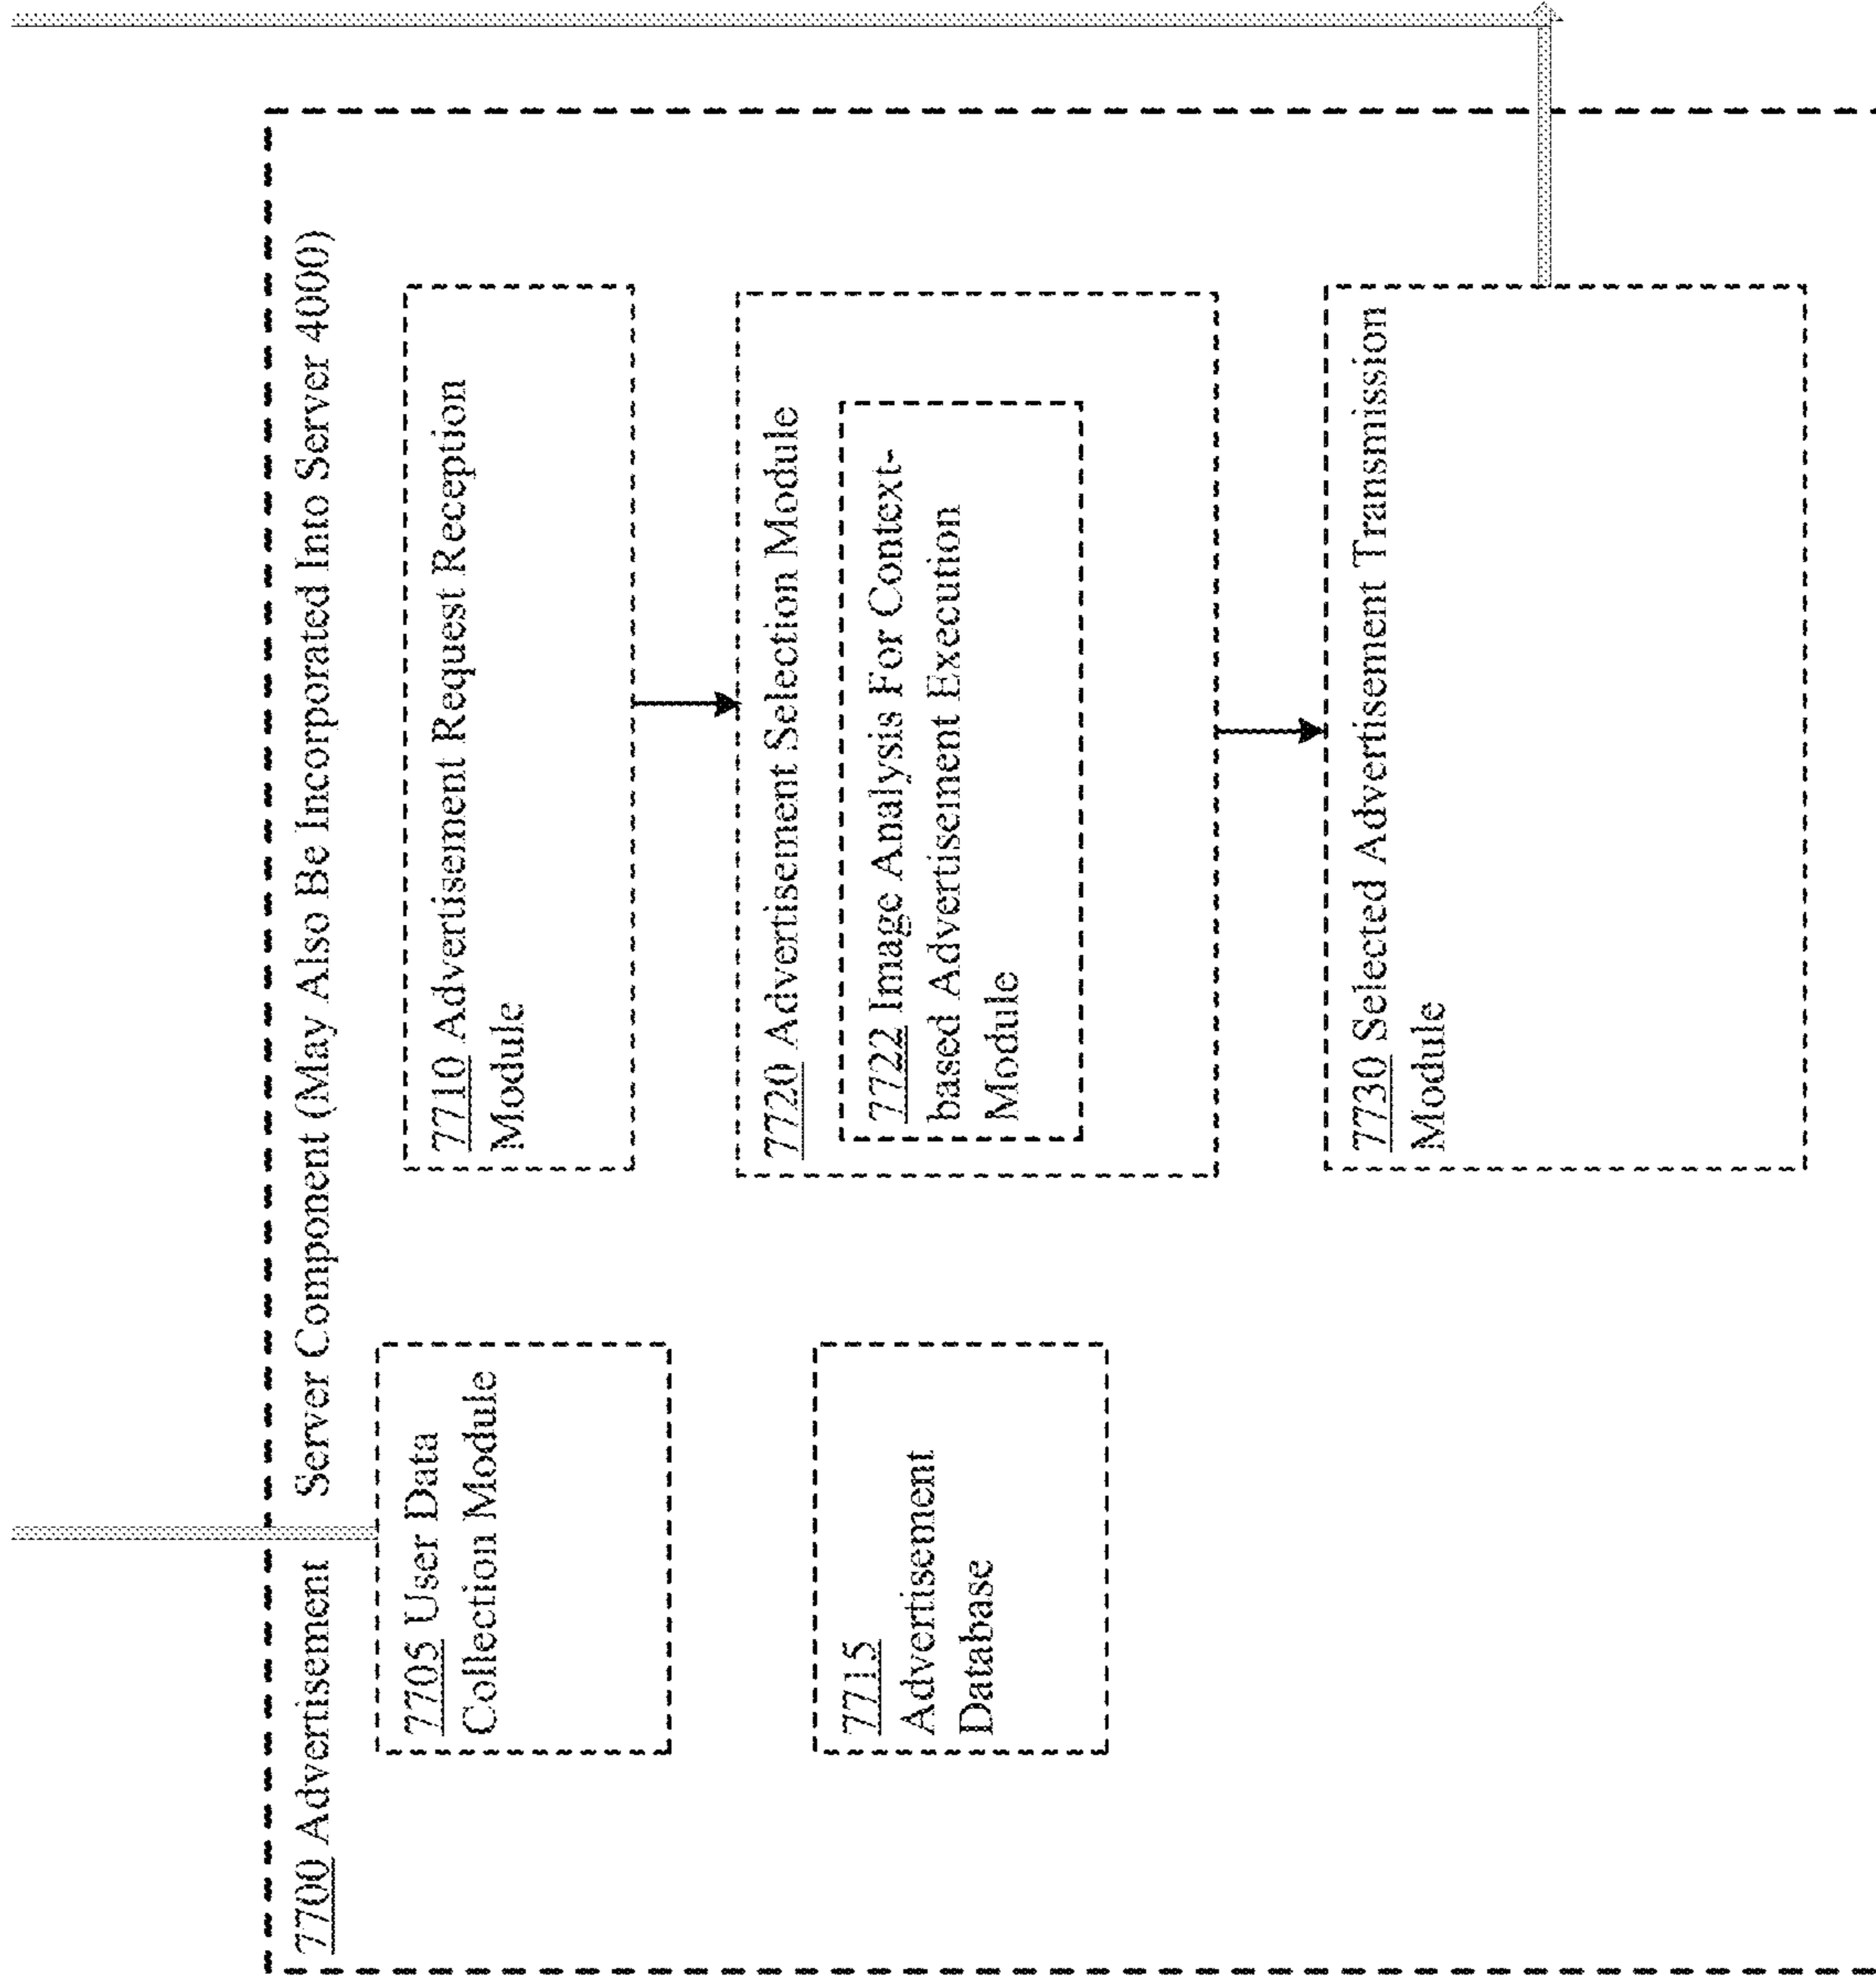 7700 Advertisement Server Component (May Also Be Incorporated Into Server 4000)
7705 User Data
Collection Module
7715
Advertisement
Database
7710 Advertisement Request Reception
Module
7720 Advertisement Selection Module
7722 Image Analysis For Context-
based Advertisement Execution
Module
7730 Selected Advertisement Transmission
Module